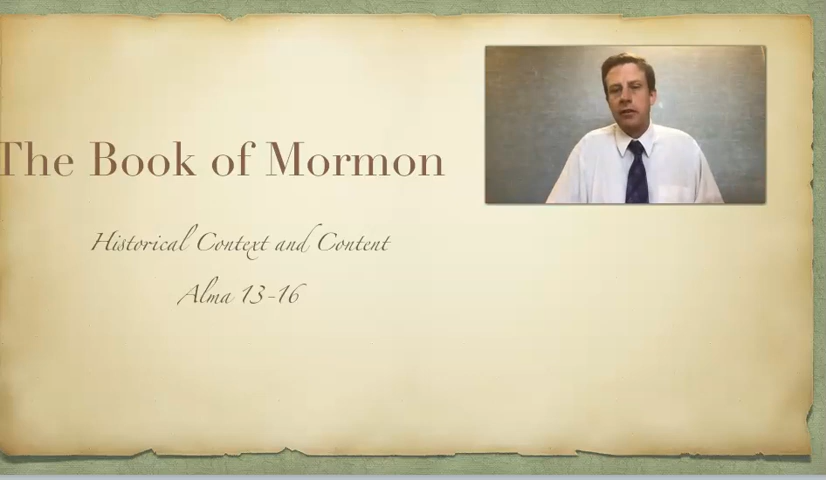 The Book of Mormon
Historical Context and Content
Alma 13-16